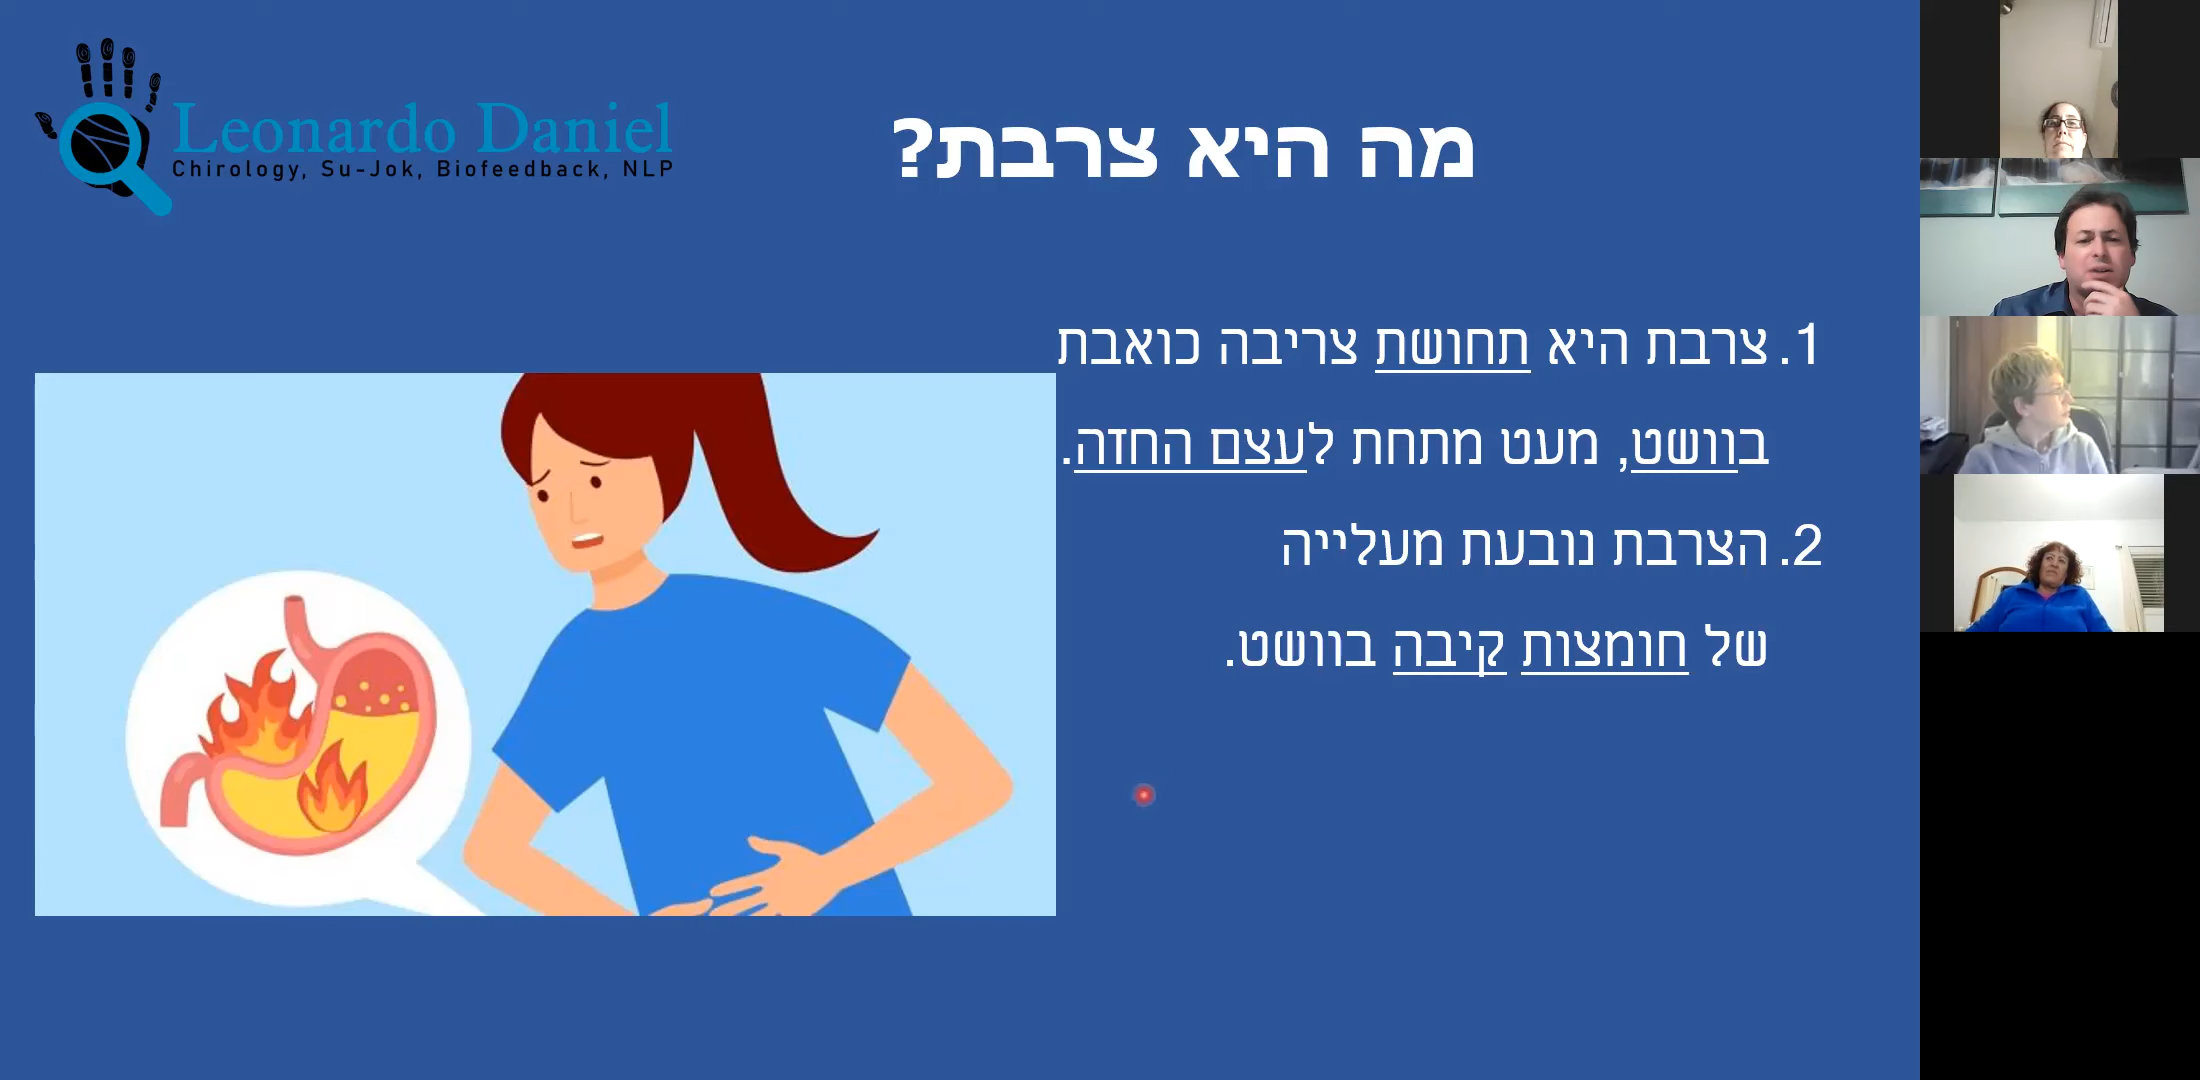 Leonardo Daniel
Chirology, Su-Jok, Biofeedback, NLP
מה היא צרבת?
1. צרבת היא תחושת צריבה כואבת
בוושט, מעט מתחת לעצם החזה.
2. הצרבת נובעת מעלייה
של חומצות קיבה בוושט.